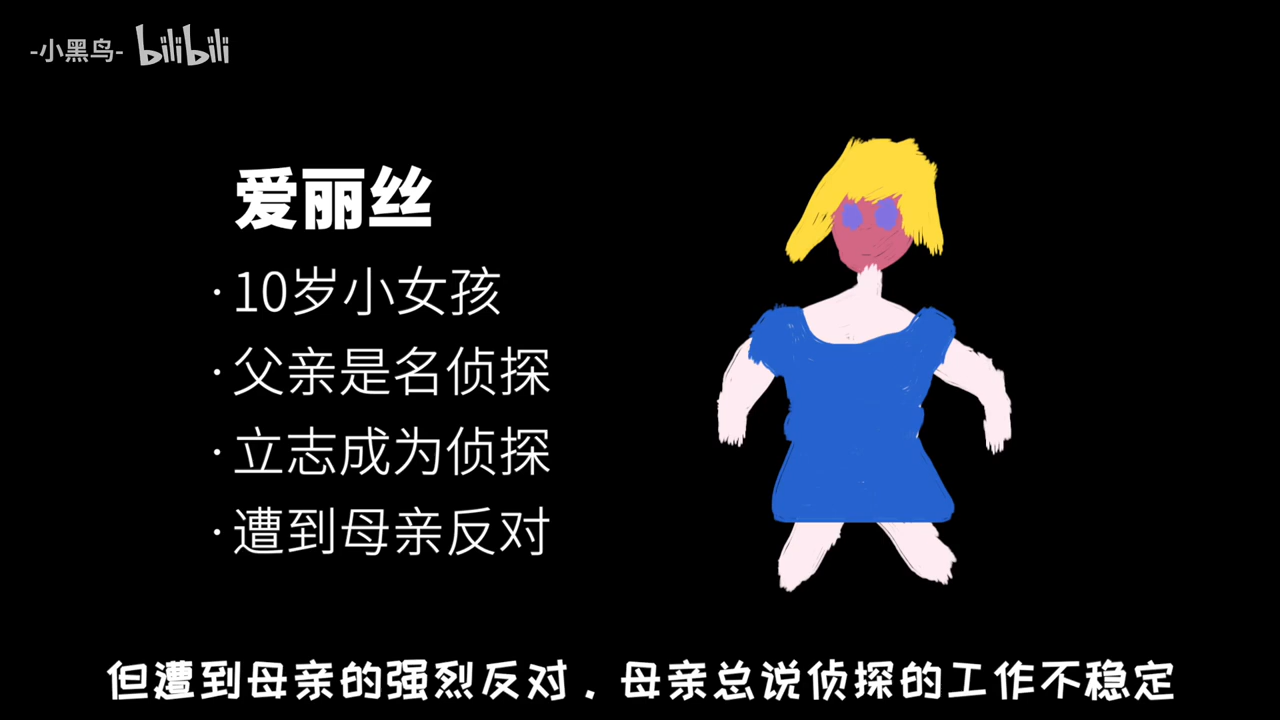 -小黑鸟- bilibili
爱丽丝
·10岁小女孩
·父亲是名侦探
·立志成为侦探
·遭到母亲反对
但遭到母亲的强烈反对。母亲总说侦探的工作不稳定